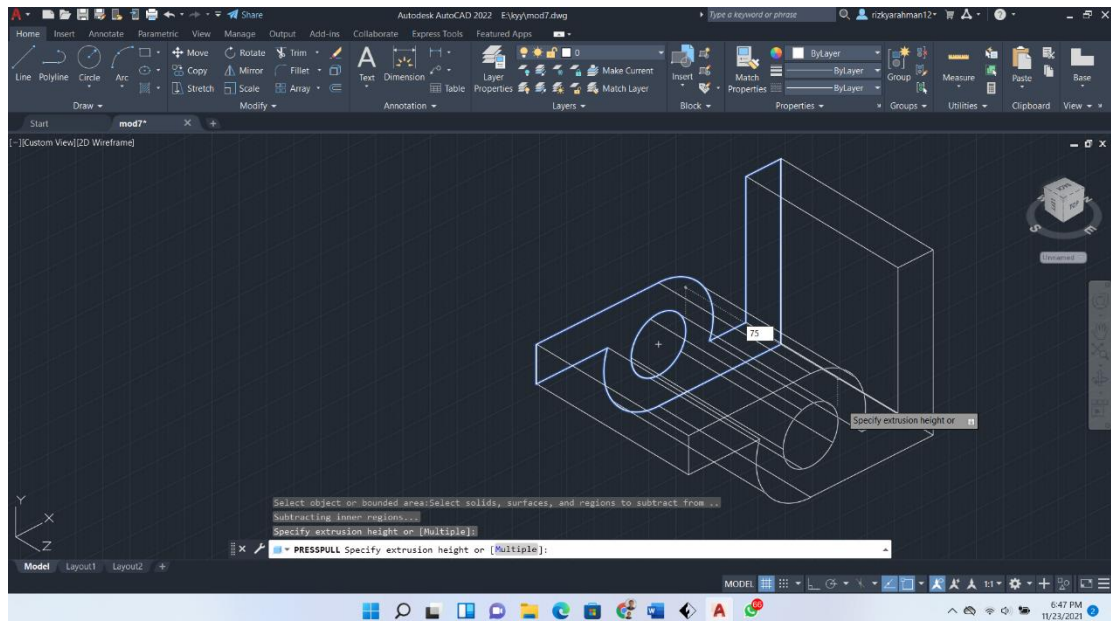 Share
Autodesk AutoCAD 2022 E:\kyy\mod7.dwg
Type a keyword or phrase
rizkyarahman12
Home Insert Annotate Parametric View Manage Output Add-ins Collaborate Express Tools Featured Apps
Line Polyline Circle Arc
Move Rotate Trim
Copy Mirror Fillet
Stretch Scale Array
Text Dimension
Table
Layer Properties
0
Make Current
Match Layer
Insert
Match Properties
ByLayer
ByLayer
ByLayer
Group
Measure
Paste
Base
Draw Modify Annotation Layers Block Properties Groups Utilities Clipboard View
Start mod7*
[-][Custom View][2D Wireframe]
TOP
S
E
Unnamed
75
Specify extrusion height or
Select object or bounded area:Select solids, surfaces, and regions to subtract from ..
Subtracting inner regions...
Specify extrusion height or [Multiple]:
PRESSPULL Specify extrusion height or [Multiple]:
Y
X
Z
Model Layout1 Layout2 +
MODEL
1:1
66
6:47 PM
11/23/2021
2